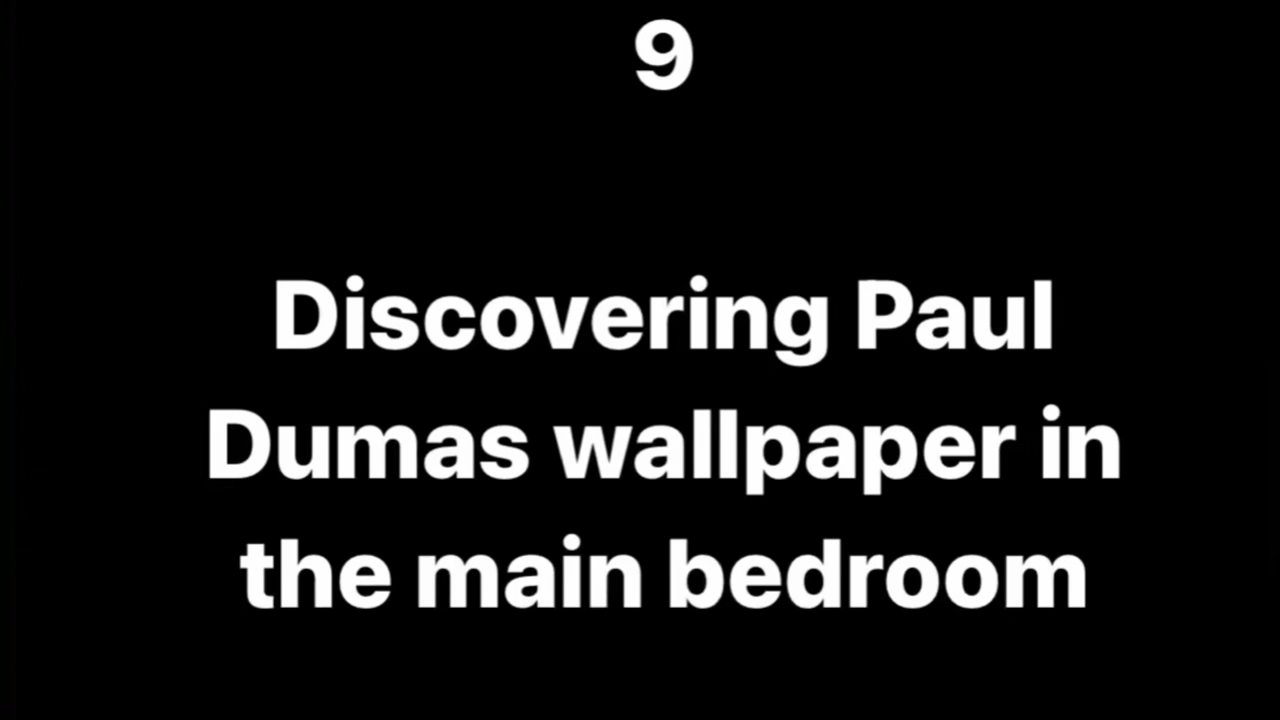 9
Discovering Paul
Dumas wallpaper in
the main bedroom